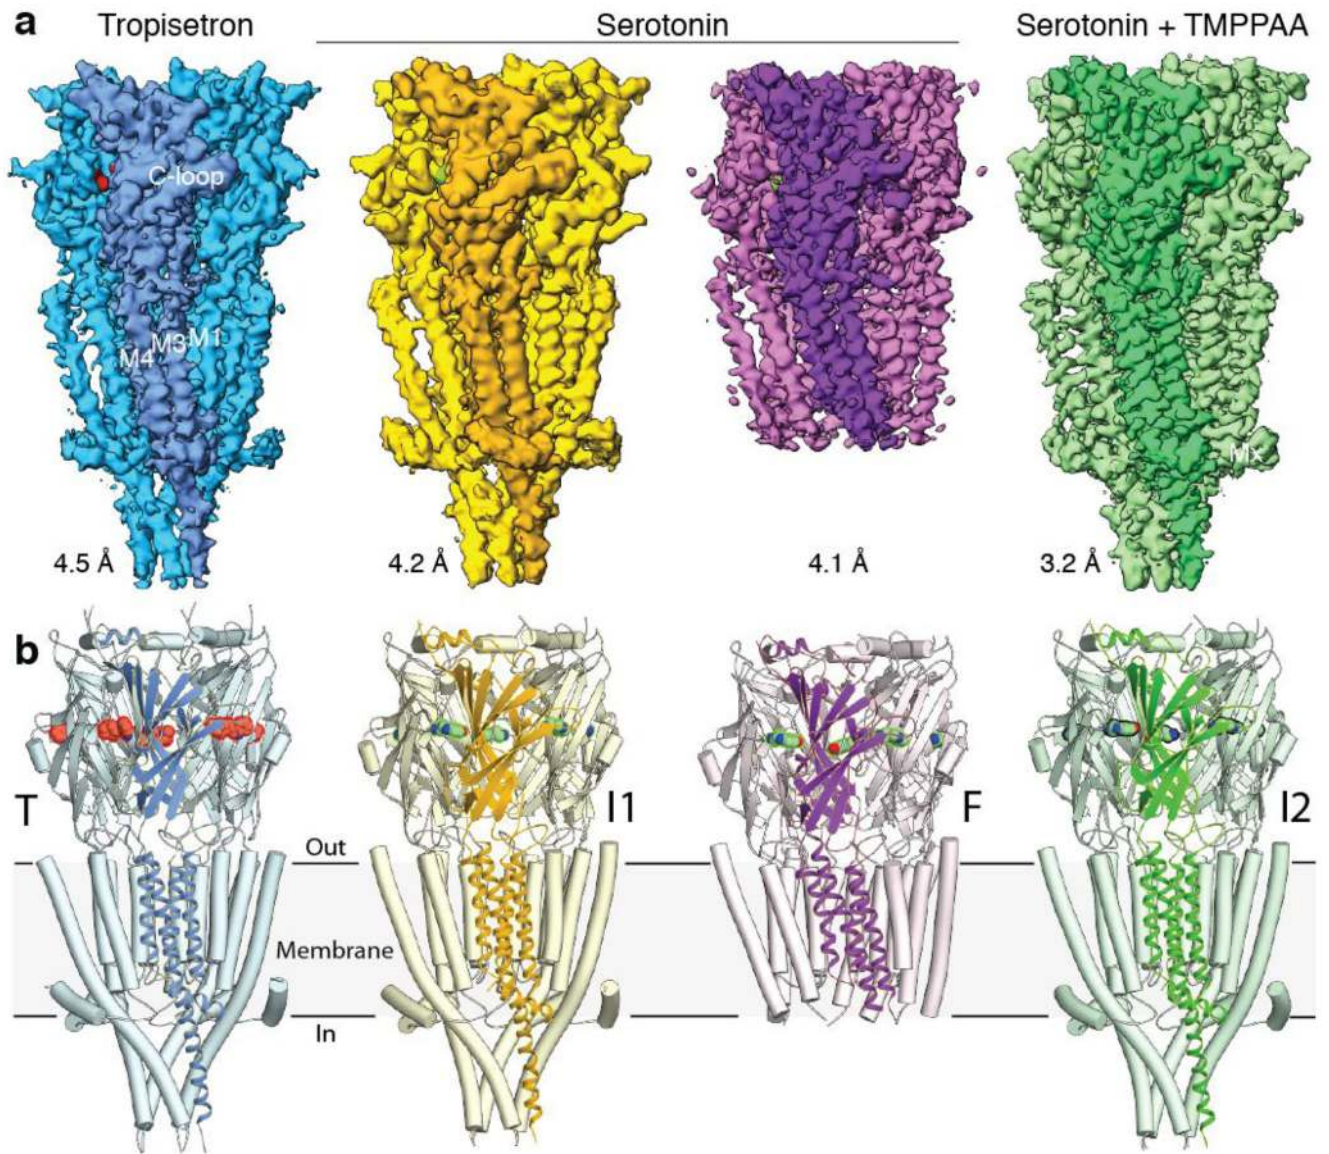 a Tropisetron Serotonin Serotonin + TMPPAA
C-loop
M4 M3 M1
Mx
4.5 Å 4.2 Å 4.1 Å 3.2 Å
b
T I1 F I2
Out
Membrane
In